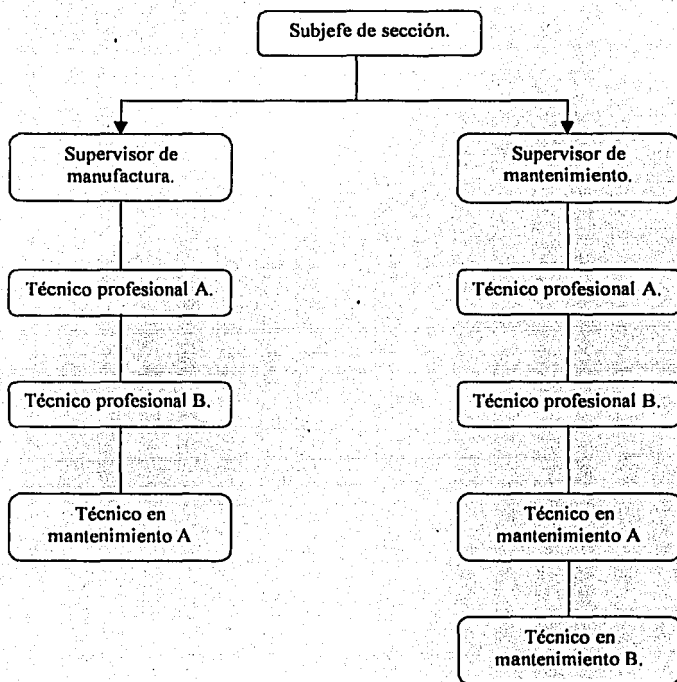 Subjefe de sección.
Supervisor de
manufactura.
Supervisor de
mantenimiento.
Técnico profesional A.
Técnico profesional A.
Técnico profesional B.
Técnico profesional B.
Técnico en
mantenimiento A
Técnico en
mantenimiento A
Técnico en
mantenimiento B.